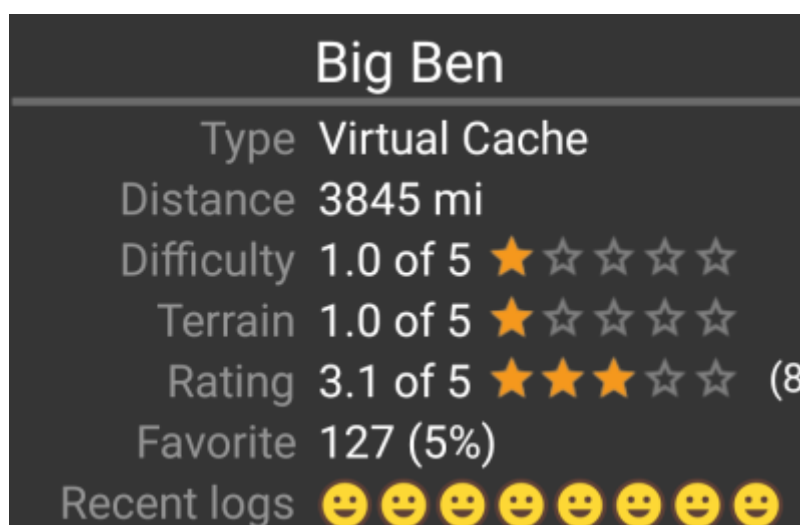 Big Ben
Type Virtual Cache
Distance 3845 mi
Difficulty 1.0 of 5
Terrain 1.0 of 5
Rating 3.1 of 5 (8
Favorite 127 (5%)
Recent logs